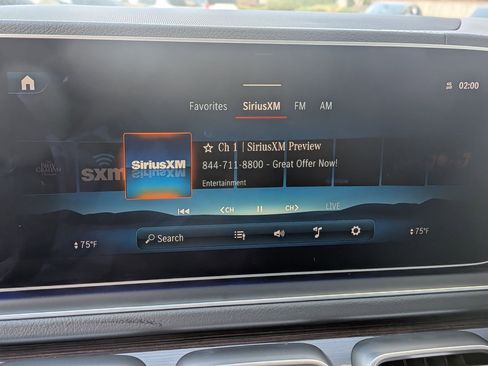 02:00
Favorites SiriusXM FM AM
Ch 1 | SiriusXM Preview
SiriusXM
844-711-8800 - Great Offer Now!
sxm
Entertainment
<CH CH> LIVE
75°F Search 75°F